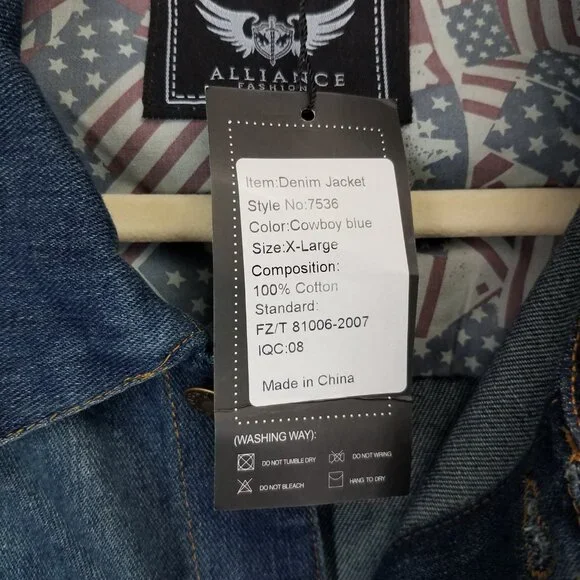 ALLIANCE
FASHION
Item:Denim Jacket
Style No:7536
Color:Cowboy blue
Size:X-Large
Composition:
100% Cotton
Standard:
FZ/T 81006-2007
IQC:08
Made in China
(WASHING WAY):
DO NOT TUMBLE DRY
DO NOT WRING
DO NOT BLEACH
HANG TO DRY